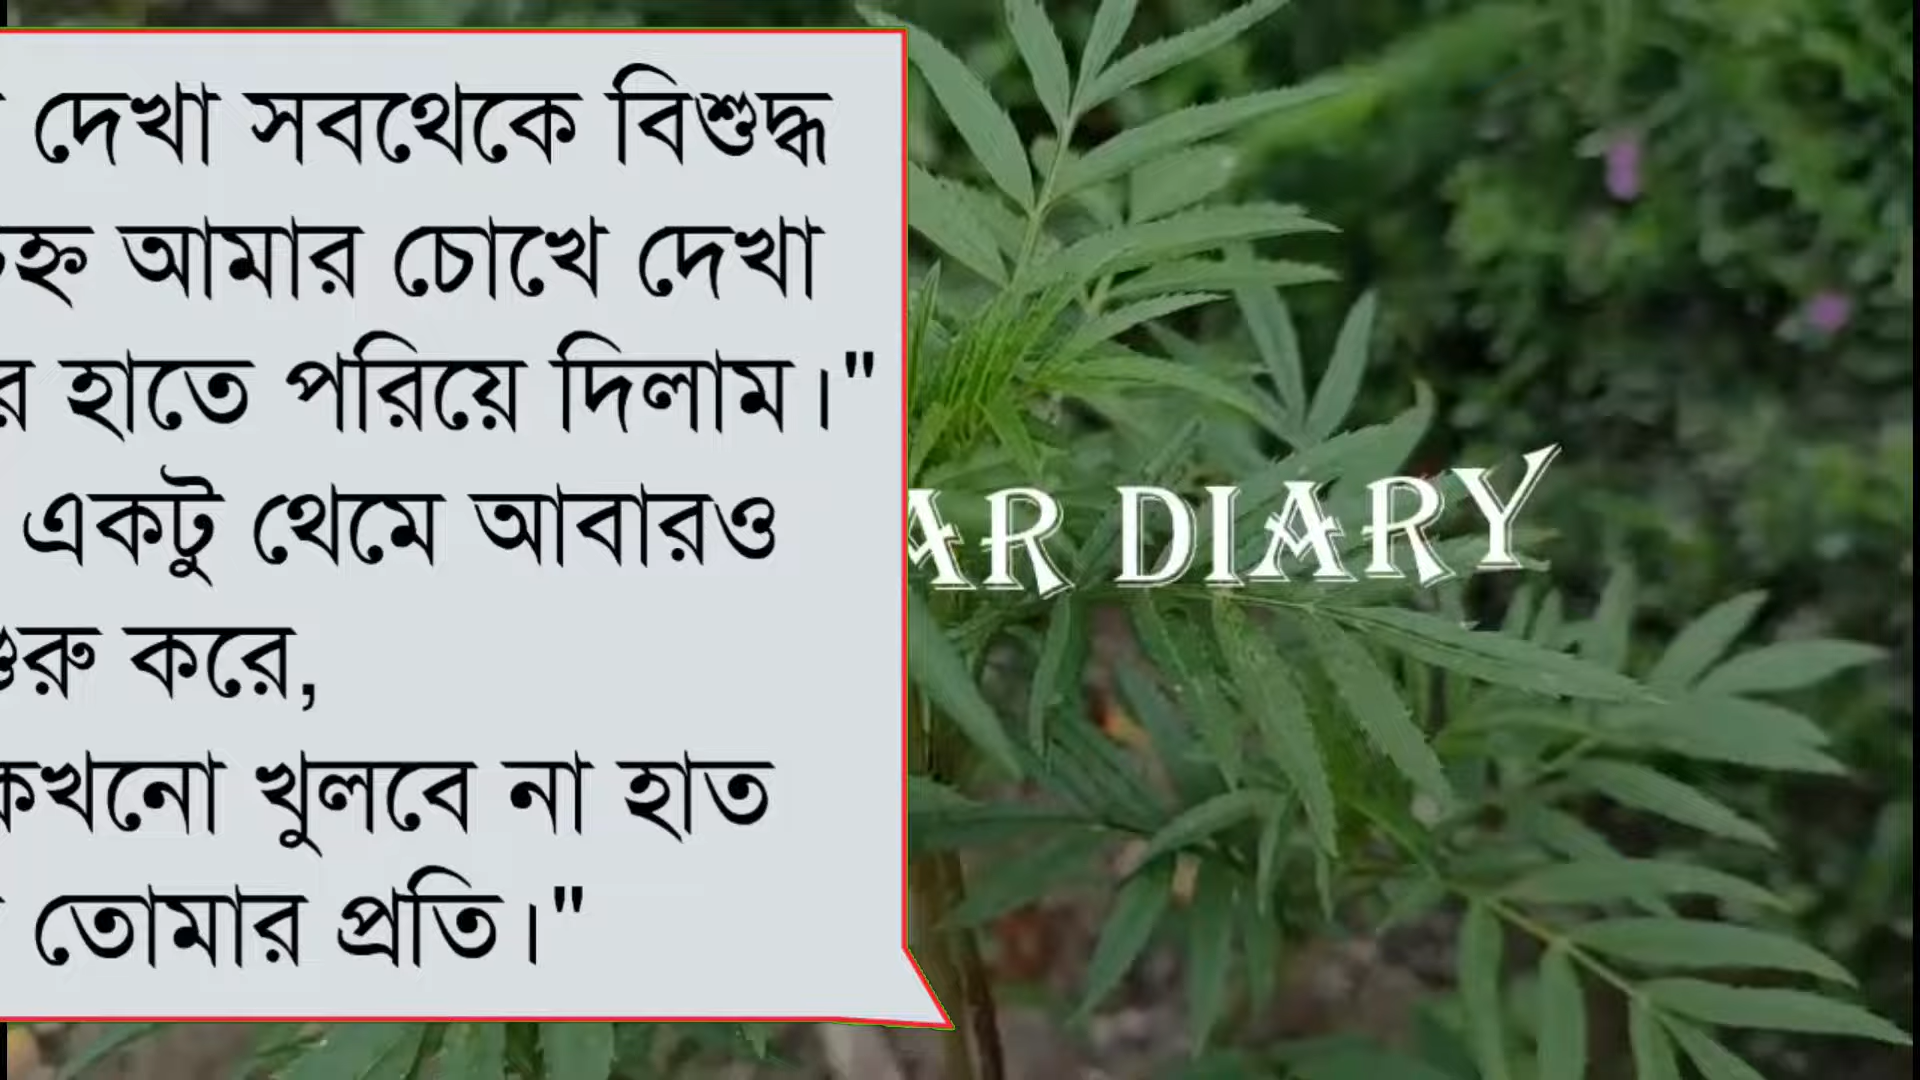 দেখা সবথেকে বিশুদ্ধ
আমার চোখে দেখা
হাতে পরিয়ে দিলাম।"
একটু থেমে আবারও
করে,
খুলবে না হাত
তোমার প্রতি।"
DIARY